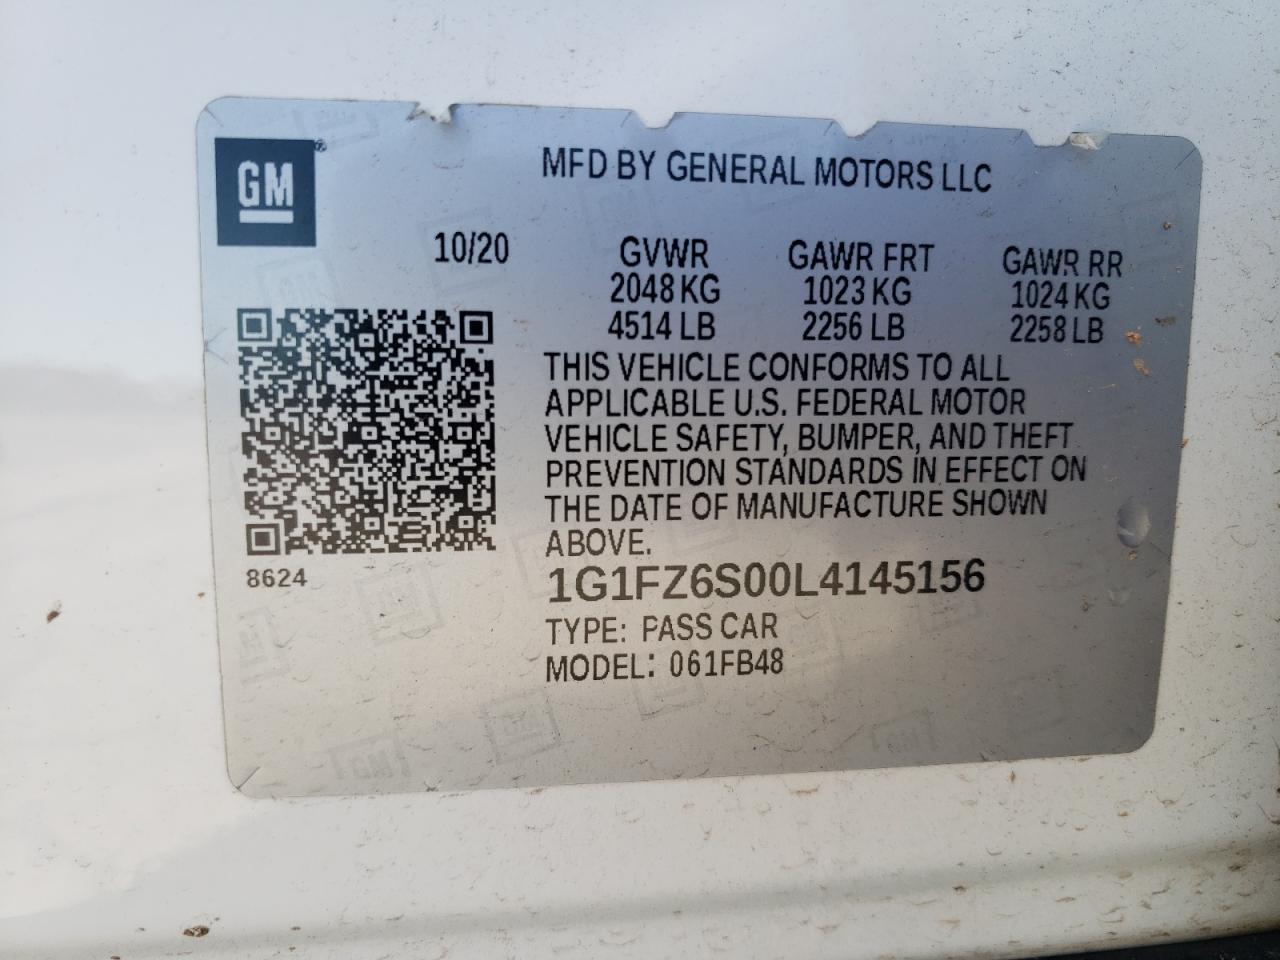 GM®
MFD BY GENERAL MOTORS LLC
10/20 GVWR GAWR FRT GAWR RR
2048 KG 1023 KG 1024 KG
4514 LB 2256 LB 2258 LB
THIS VEHICLE CONFORMS TO ALL
APPLICABLE U.S. FEDERAL MOTOR
VEHICLE SAFETY, BUMPER, AND THEFT
PREVENTION STANDARDS IN EFFECT ON
THE DATE OF MANUFACTURE SHOWN
ABOVE.
8624
1G1FZ6S00L4145156
TYPE: PASS CAR
MODEL: 061FB48